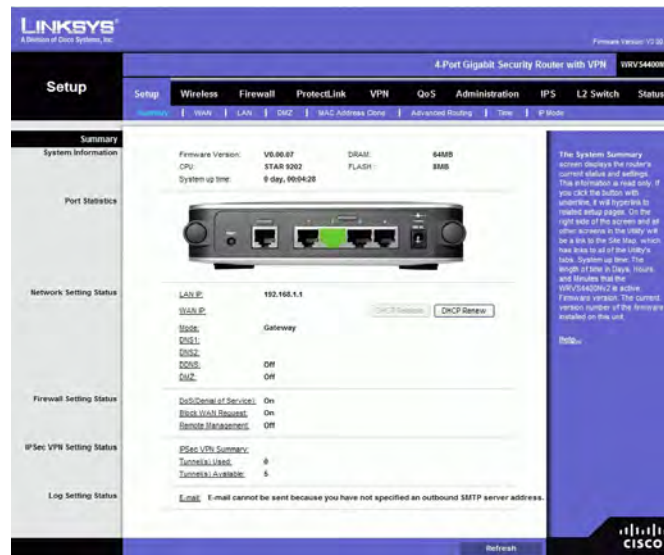 LINKSYS®
A Division of Cisco Systems, Inc.
Firmware Version: V0.00
4-Port Gigabit Security Router with VPN
Setup
Setup Wireless Firewall ProtectLink VPN QoS Administration IPS L2 Switch Status
Summary | WAN | LAN | DMZ | MAC Address Clone | Advanced Routing | Time | IP Mode
Summary
System Information
Firmware Version: V0.00.07 DRAM: 64MB
CPU: STAR 9202 FLASH: 8MB
System up time: 0 day, 00:04:28
Port Statistics
Network Setting Status
LAN IP: 192.168.1.1
WAN IP: DHCP Release DHCP Renew
Mode: Gateway
DNS1:
DNS2:
DDNS: Off
DMZ: Off
Firewall Setting Status
DoS(Denial of Service): On
Block WAN Request: On
Remote Management: Off
IPSec VPN Setting Status
IPSec VPN Summary:
Tunnel(s) Used: 0
Tunnel(s) Available: 5
Log Setting Status
E-mail: E-mail cannot be sent because you have not specified an outbound SMTP server address.
The System Summary
screen displays the router's
current status and settings.
This information is read only. If
you click the button with
underline, it will hyperlink to
related setup pages. On the
right side of the screen and all
other screens in the Utility will
be a link to the Site Map, which
has links to all of the Utility's
tabs. System up time: The
length of time in Days, Hours,
and Minutes that the
WRVS4400Nv2 is active.
Firmware version: The current
version number of the firmware
installed on this unit.
Help...
Refresh
CISCO